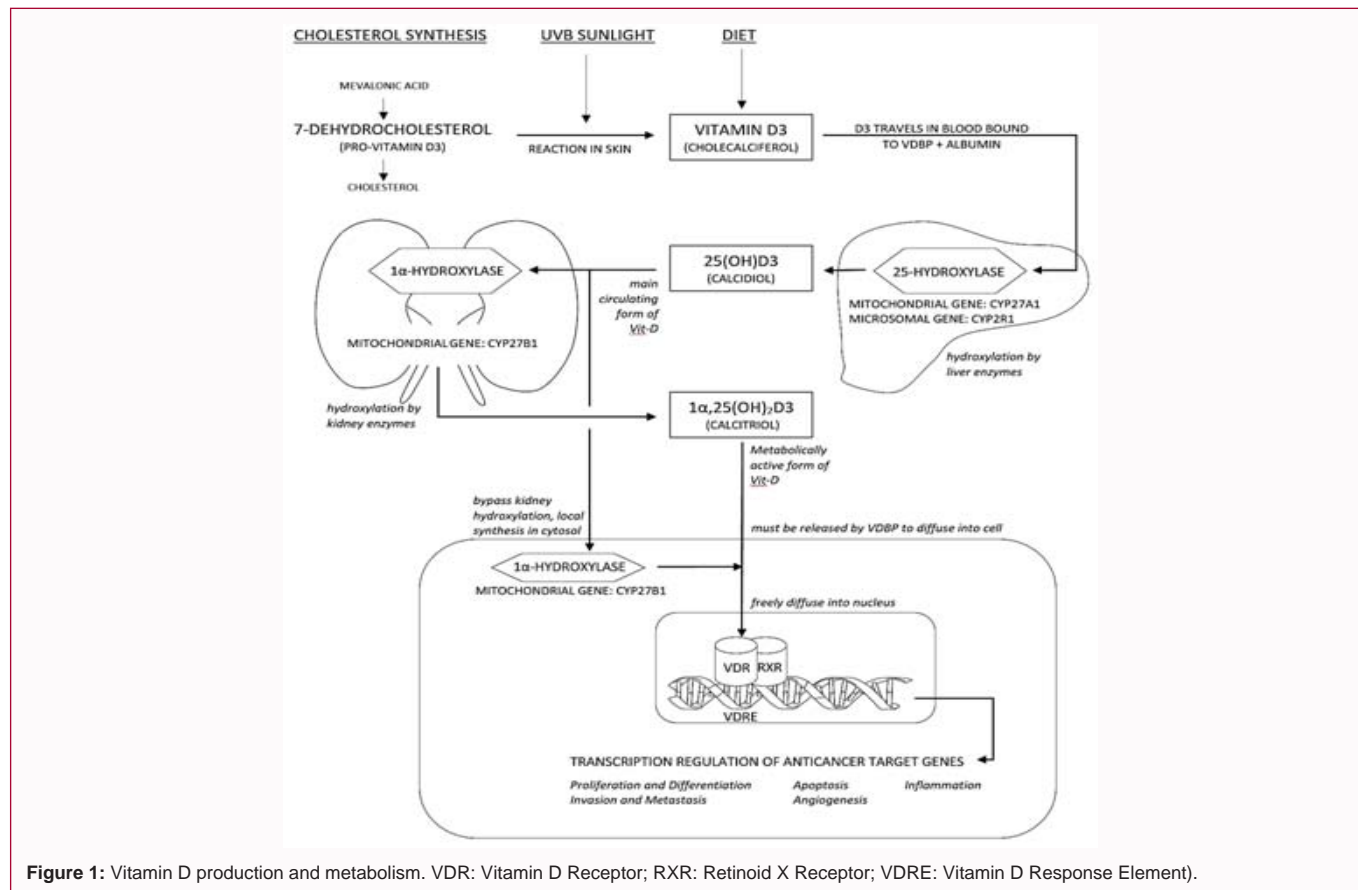 CHOLESTEROL SYNTHESIS
UVB SUNLIGHT
DIET
MEVALONIC ACID
7-DEHYDROCHOLESTEROL
(PRO-VITAMIN D3)
CHOLESTEROL
REACTION IN SKIN
VITAMIN D3
(CHOLECALCIFEROL)
D3 TRAVELS IN BLOOD BOUND
TO VDBP + ALBUMIN
1α-HYDROXYLASE
MITOCHONDRIAL GENE: CYP27B1
hydroxylation by
kidney enzymes
main
circulating
form of
Vit-D
25(OH)D3
(CALCIDIOL)
25-HYDROXYLASE
MITOCHONDRIAL GENE: CYP27A1
MICROSOMAL GENE: CYP2R1
hydroxylation by
liver enzymes
1α,25(OH)₂D3
(CALCITRIOL)
Metabolically
active form of
Vit-D
bypass kidney
hydroxylation, local
synthesis in cytosol
must be released by VDBP to diffuse into cell
1α-HYDROXYLASE
MITOCHONDRIAL GENE: CYP27B1
freely diffuse into nucleus
VDR
RXR
VDRE
TRANSCRIPTION REGULATION OF ANTICANCER TARGET GENES
Proliferation and Differentiation Apoptosis Inflammation
Invasion and Metastasis Angiogenesis
Figure 1: Vitamin D production and metabolism. VDR: Vitamin D Receptor; RXR: Retinoid X Receptor; VDRE: Vitamin D Response Element).